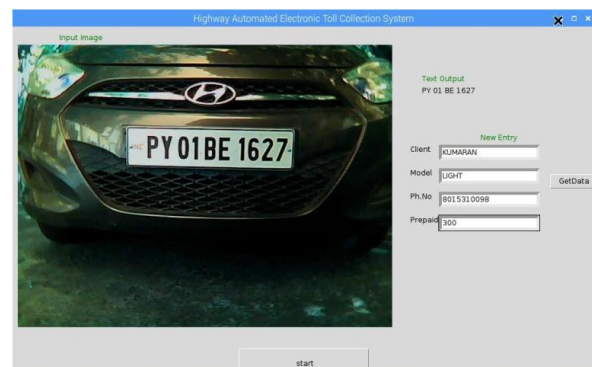 Highway Automated Electronic Toll Collection System
Input Image
PY 01 BE 1627
Text Output
PY 01 BE 1627
New Entry
Client KUMARAN
Model LIGHT
GetData
Ph.No 8015310098
Prepaid 300
start